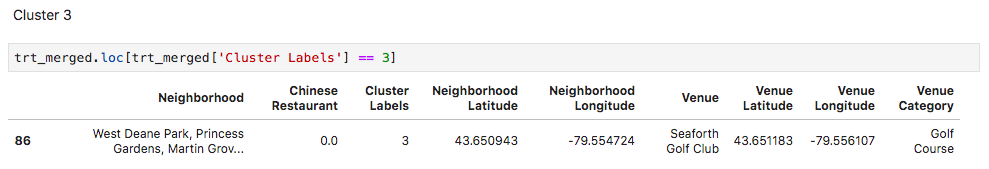 Cluster 3
trt_merged.loc[trt_merged['Cluster Labels'] == 3]
Neighborhood Chinese Restaurant Cluster Labels Neighborhood Latitude Neighborhood Longitude Venue Venue Latitude Venue Longitude Venue Category
86 West Deane Park, Princess Gardens, Martin Grov... 0.0 3 43.650943 -79.554724 Seaforth Golf Club 43.651183 -79.556107 Golf Course